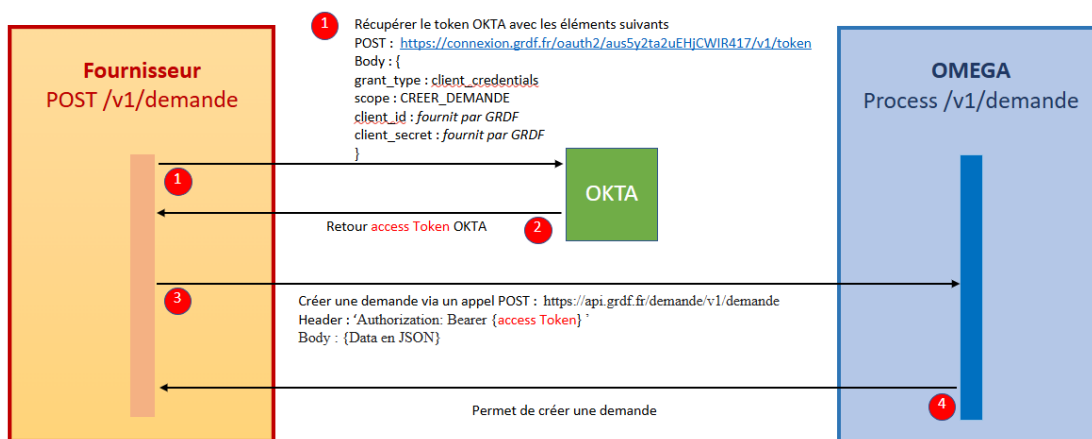 1
Récupérer le token OKTA avec les éléments suivants
POST : https://connexion.grdf.fr/oauth2/aus5y2ta2uEHjCWIR417/v1/token
Body : {
grant_type : client_credentials
scope : CREER_DEMANDE
client_id : fournit par GRDF
client_secret : fournit par GRDF
}
Fournisseur
POST /v1/demande
OMEGA
Process /v1/demande
1
OKTA
2
Retour access Token OKTA
3
Créer une demande via un appel POST : https://api.grdf.fr/demande/v1/demande
Header : ‘Authorization: Bearer {access Token} ’
Body : {Data en JSON}
4
Permet de créer une demande